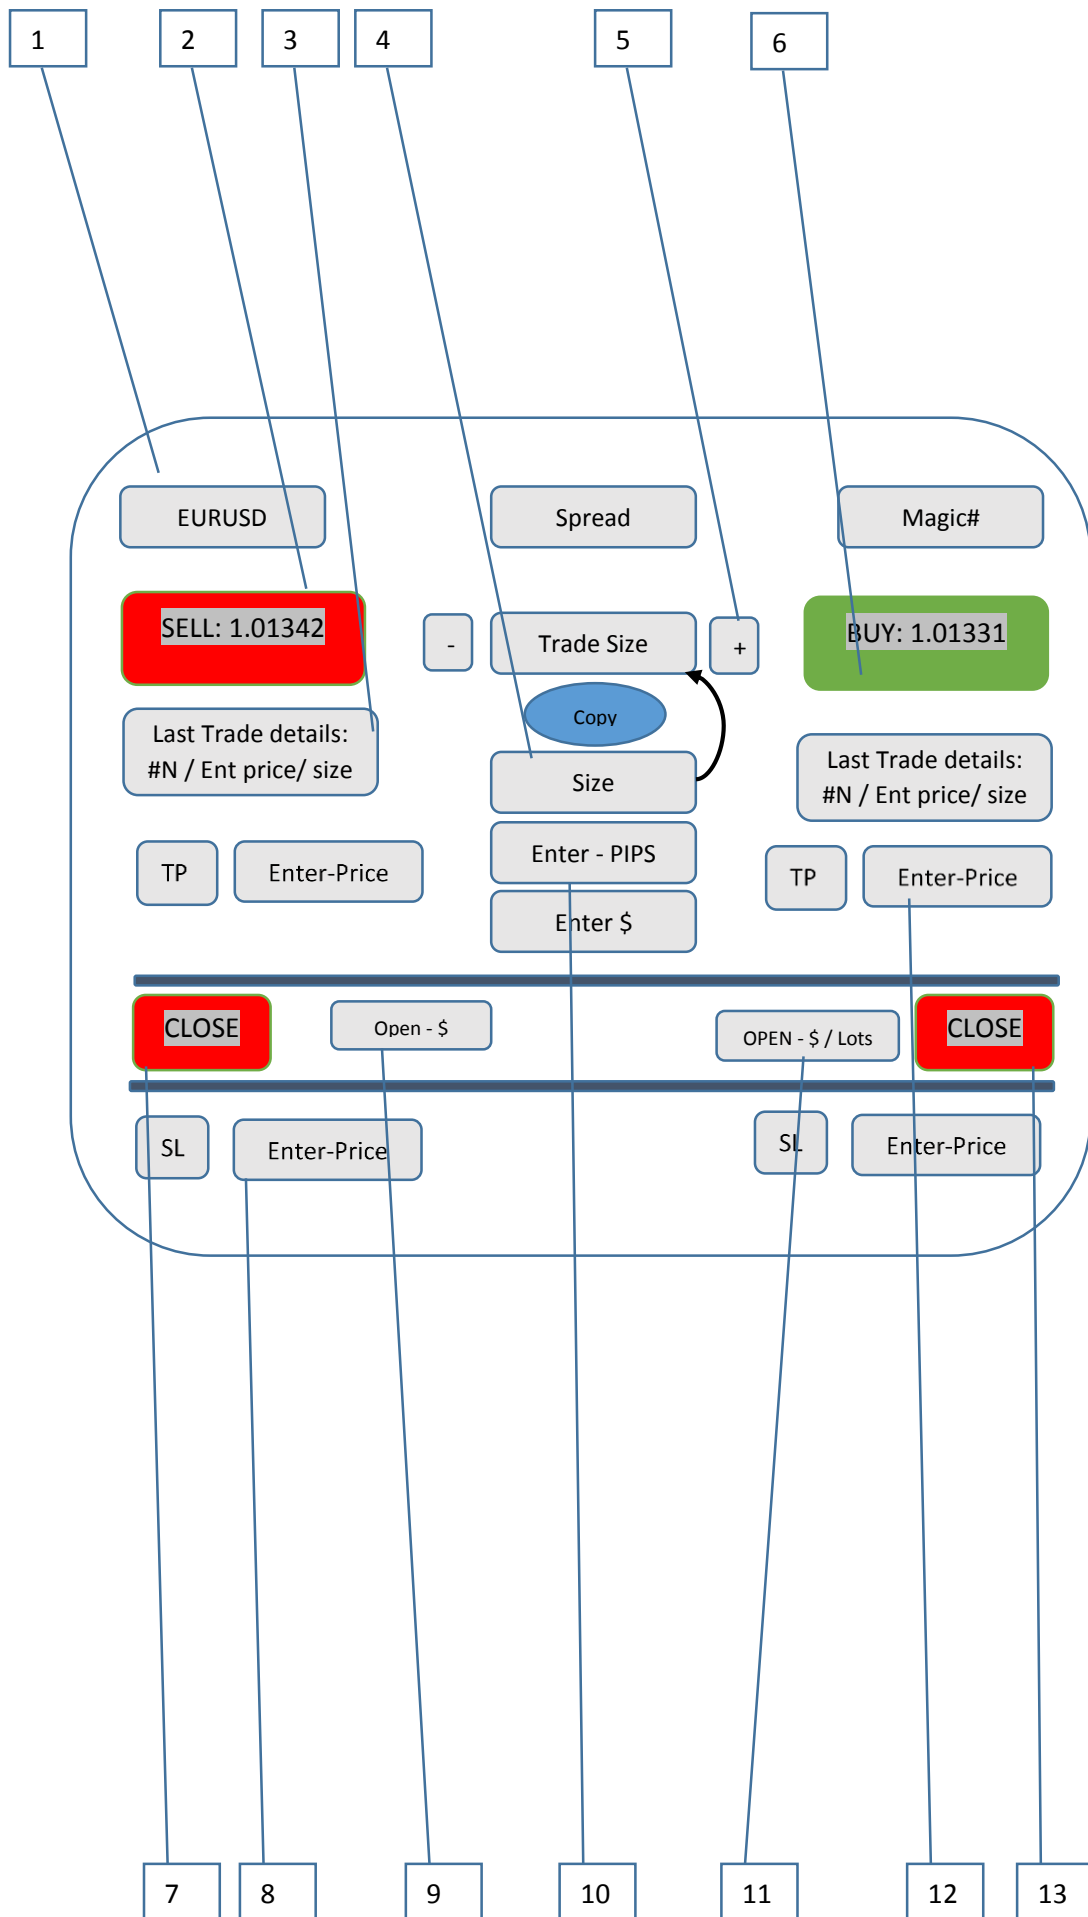 1
2
3
4
5
6
EURUSD
Spread
Magic#
SELL: 1.01342
-
Trade Size
+
BUY: 1.01331
Copy
Last Trade details:
#N / Ent price/ size
Size
Last Trade details:
#N / Ent price/ size
TP
Enter-Price
Enter - PIPS
TP
Enter-Price
Enter $
CLOSE
Open - $
OPEN - $ / Lots
CLOSE
SL
Enter-Price
SL
Enter-Price
7
8
9
10
11
12
13